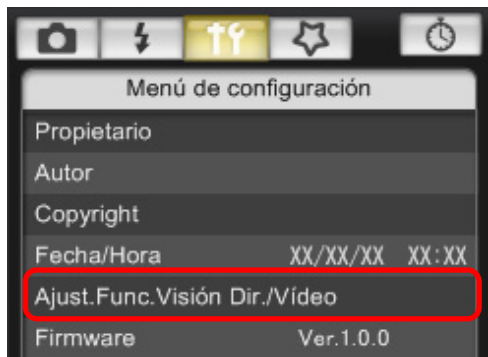 Menú de configuración
Propietario
Autor
Copyright
Fecha/Hora XX/XX/XX XX:XX
Ajust.Func.Visión Dir./Vídeo
Firmware Ver.1.0.0